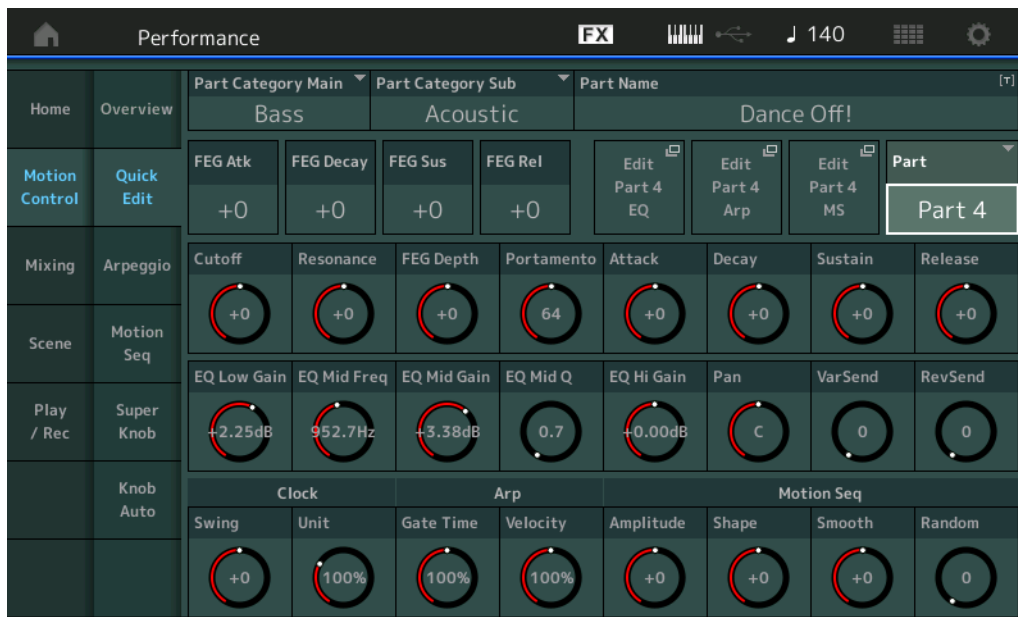 Performance
FX
♩ 140
Home
Motion
Control
Mixing
Scene
Play
/ Rec
Overview
Quick
Edit
Arpeggio
Motion
Seq
Super
Knob
Knob
Auto
Part Category Main
Bass
Part Category Sub
Acoustic
Part Name
[T]
Dance Off!
FEG Atk
+0
FEG Decay
+0
FEG Sus
+0
FEG Rel
+0
Edit
Part 4
EQ
Edit
Part 4
Arp
Edit
Part 4
MS
Part
Part 4
Cutoff
+0
Resonance
+0
FEG Depth
+0
Portamento
64
Attack
+0
Decay
+0
Sustain
+0
Release
+0
EQ Low Gain
+2.25dB
EQ Mid Freq
952.7Hz
EQ Mid Gain
+3.38dB
EQ Mid Q
0.7
EQ Hi Gain
+0.00dB
Pan
C
VarSend
0
RevSend
0
Clock
Arp
Motion Seq
Swing
+0
Unit
100%
Gate Time
100%
Velocity
100%
Amplitude
+0
Shape
+0
Smooth
+0
Random
0